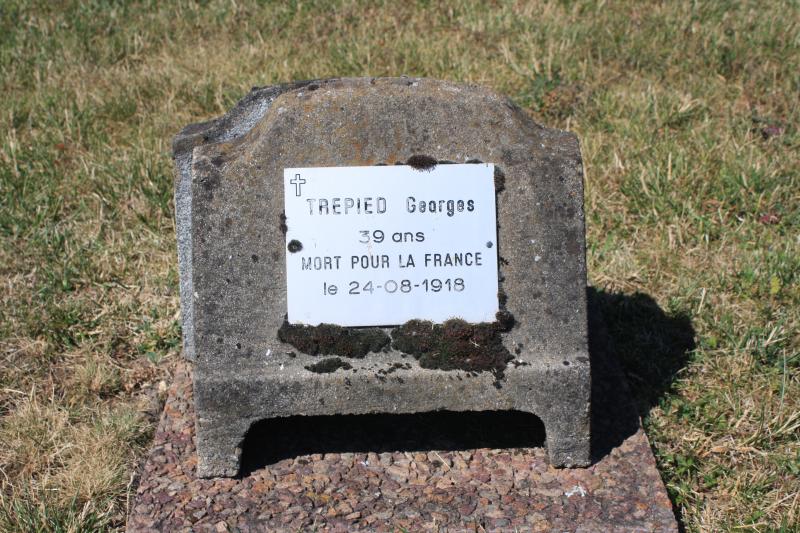 TREPIED Georges
39 ans
MORT POUR LA FRANCE
le 24-08-1918